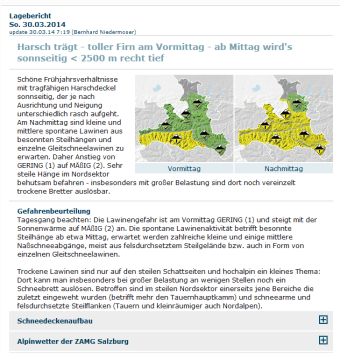 Lagebericht
So. 30.03.2014
update 30.03.14 7:19 (Bernhard Niedermoser)
Harsch trägt - toller Firn am Vormittag - ab Mittag wird's
sonnseitig < 2500 m recht tief
Schöne Frühjahrsverhältnisse
mit tragfähigen Harschdeckel
sonnseitig, der je nach
Ausrichtung und Neigung
unterschiedlich rasch aufgeht.
Am Nachmittag sind kleine und
mittlere spontane Lawinen aus
besonnten Steilhängen und
einzelne Gleitschneelawinen zu
erwarten. Daher Anstieg von
GERING (1) auf MÄßIG (2). Sehr
steile Hänge im Nordsektor
behutsam befahren - insbesonders mit großer Belastung sind dort noch vereinzelt
trockene Bretter auslösbar.
Vormittag
Nachmittag
Gefahrenbeurteilung
Tagesgang beachten: Die Lawinengefahr ist am Vormittag GERING (1) und steigt mit der
Sonnenwärme auf MÄßIG (2) an. Die spontane Lawinenaktivität betrifft besonnte
Steilhänge ab etwa Mittag, erwartet werden zahlreiche kleine und einige mittlere
Naßschneeabgänge, meist aus felsdurchsetztem Steilgelände bzw. auch in Form von
einzelnen Gleitschneelawinen.
Trockene Lawinen sind nur auf den steilen Schattseiten und hochalpin ein kleines Thema:
Dort kann man insbesonders bei großer Belastung an wenigen Stellen noch ein
Schneebrett auslösen. Betroffen sind im steilen Nordsektor einerseits jene Bereiche die
zuletzt eingeweht wurden (betrifft mehr den Tauernhauptkamm) und schneearme und
felsdurchsetzte Steilflanken (Tauern und kleinräumiger auch Nordalpen).
Schneedeckenaufbau
Alpinwetter der ZAMG Salzburg